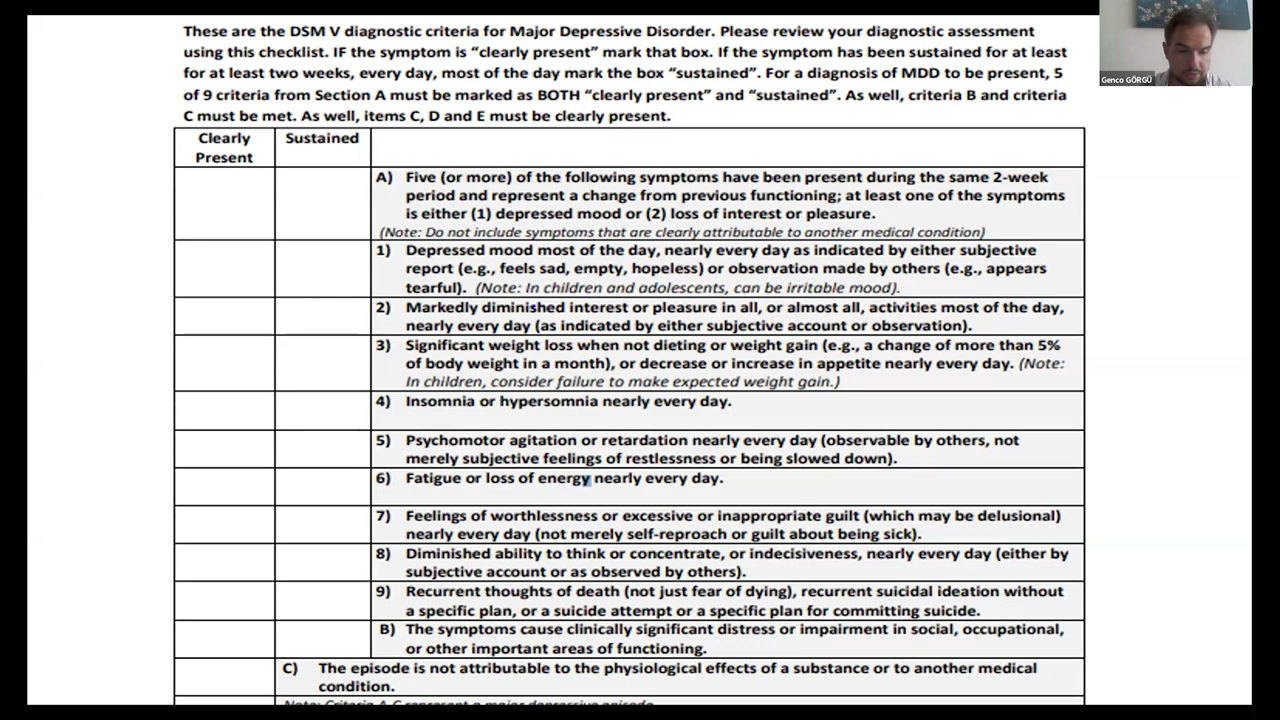 These are the DSM V diagnostic criteria for Major Depressive Disorder. Please review your diagnostic assessment
using this checklist. IF the symptom is “clearly present” mark that box. If the symptom has been sustained for at least
for at least two weeks, every day, most of the day mark the box “sustained”. For a diagnosis of MDD to be present, 5
of 9 criteria from Section A must be marked as BOTH “clearly present” and “sustained”. As well, criteria B and criteria
C must be met. As well, items C, D and E must be clearly present.
Genco GÖRGÜ
Clearly
Present
Sustained
A) Five (or more) of the following symptoms have been present during the same 2-week
period and represent a change from previous functioning; at least one of the symptoms
is either (1) depressed mood or (2) loss of interest or pleasure.
(Note: Do not include symptoms that are clearly attributable to another medical condition)
1) Depressed mood most of the day, nearly every day as indicated by either subjective
report (e.g., feels sad, empty, hopeless) or observation made by others (e.g., appears
tearful). (Note: In children and adolescents, can be irritable mood).
2) Markedly diminished interest or pleasure in all, or almost all, activities most of the day,
nearly every day (as indicated by either subjective account or observation).
3) Significant weight loss when not dieting or weight gain (e.g., a change of more than 5%
of body weight in a month), or decrease or increase in appetite nearly every day. (Note:
In children, consider failure to make expected weight gain.)
4) Insomnia or hypersomnia nearly every day.
5) Psychomotor agitation or retardation nearly every day (observable by others, not
merely subjective feelings of restlessness or being slowed down).
6) Fatigue or loss of energy nearly every day.
7) Feelings of worthlessness or excessive or inappropriate guilt (which may be delusional)
nearly every day (not merely self-reproach or guilt about being sick).
8) Diminished ability to think or concentrate, or indecisiveness, nearly every day (either by
subjective account or as observed by others).
9) Recurrent thoughts of death (not just fear of dying), recurrent suicidal ideation without
a specific plan, or a suicide attempt or a specific plan for committing suicide.
B) The symptoms cause clinically significant distress or impairment in social, occupational,
or other important areas of functioning.
C) The episode is not attributable to the physiological effects of a substance or to another medical
condition.
Note: Criteria A-C represent a major depressive episode